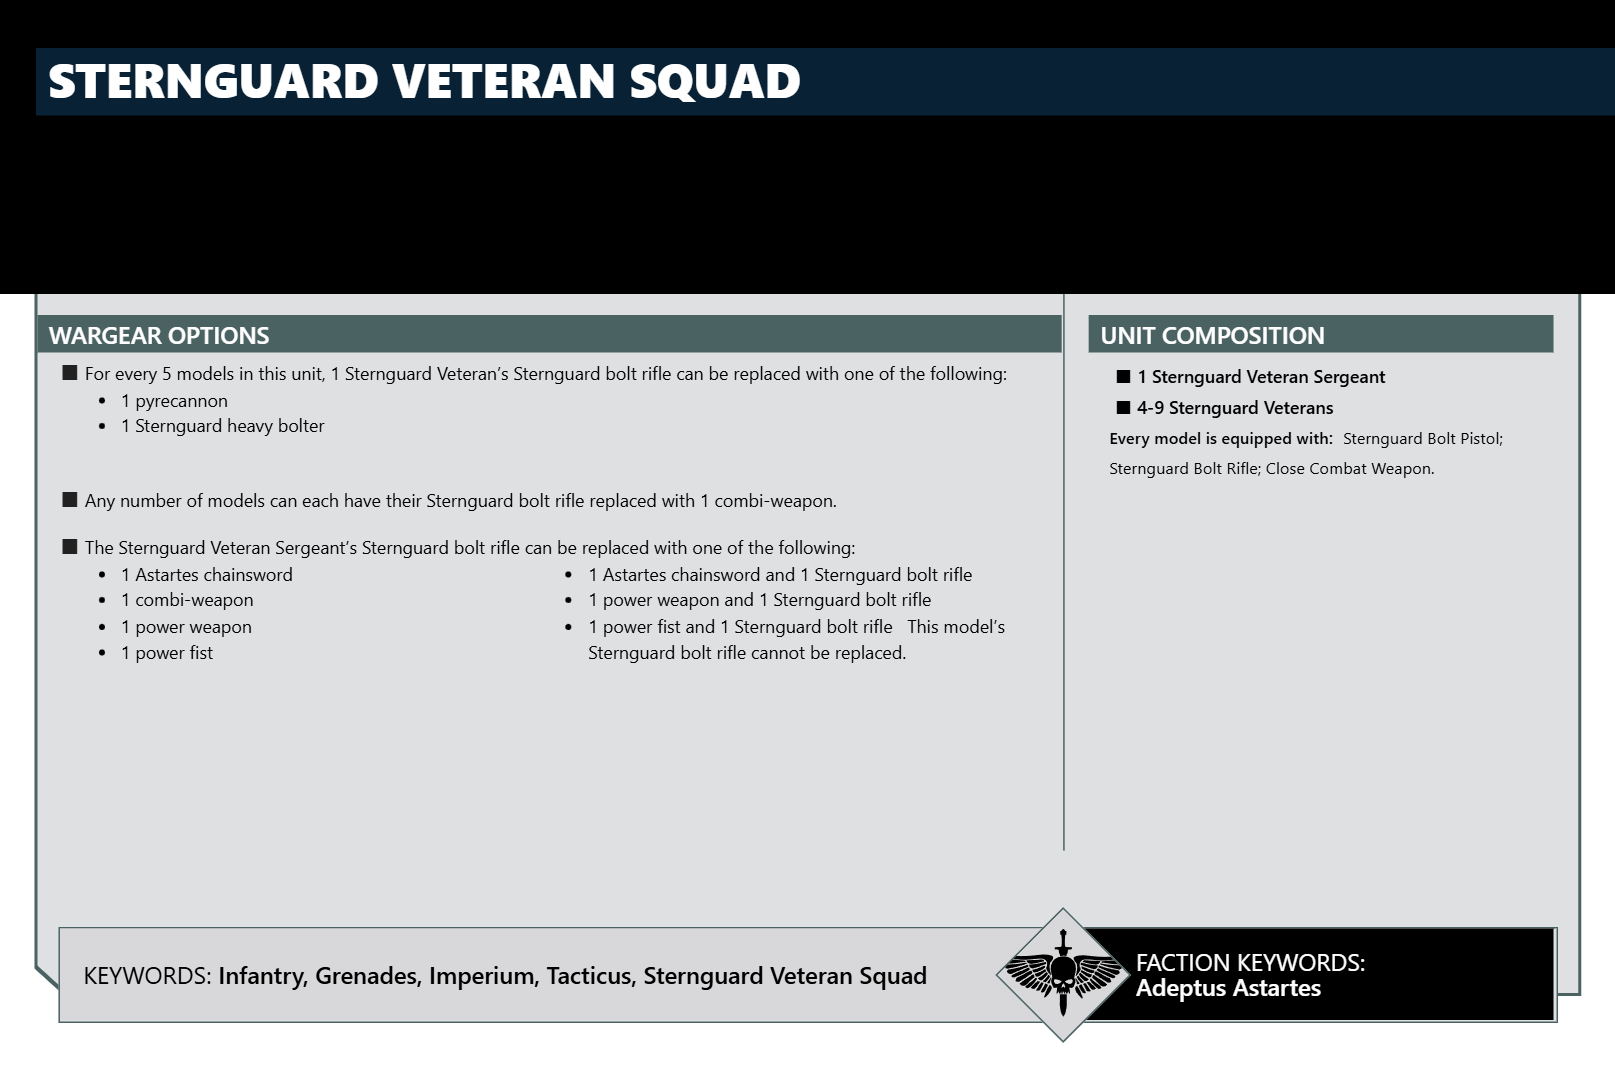 STERNGUARD VETERAN SQUAD
WARGEAR OPTIONS
■ For every 5 models in this unit, 1 Sternguard Veteran’s Sternguard bolt rifle can be replaced with one of the following:
• 1 pyrecannon
• 1 Sternguard heavy bolter
■ Any number of models can each have their Sternguard bolt rifle replaced with 1 combi-weapon.
■ The Sternguard Veteran Sergeant’s Sternguard bolt rifle can be replaced with one of the following:
• 1 Astartes chainsword
• 1 combi-weapon
• 1 power weapon
• 1 power fist
• 1 Astartes chainsword and 1 Sternguard bolt rifle
• 1 power weapon and 1 Sternguard bolt rifle
• 1 power fist and 1 Sternguard bolt rifle This model’s
Sternguard bolt rifle cannot be replaced.
UNIT COMPOSITION
■ 1 Sternguard Veteran Sergeant
■ 4-9 Sternguard Veterans
Every model is equipped with: Sternguard Bolt Pistol;
Sternguard Bolt Rifle; Close Combat Weapon.
KEYWORDS: Infantry, Grenades, Imperium, Tacticus, Sternguard Veteran Squad
FACTION KEYWORDS:
Adeptus Astartes